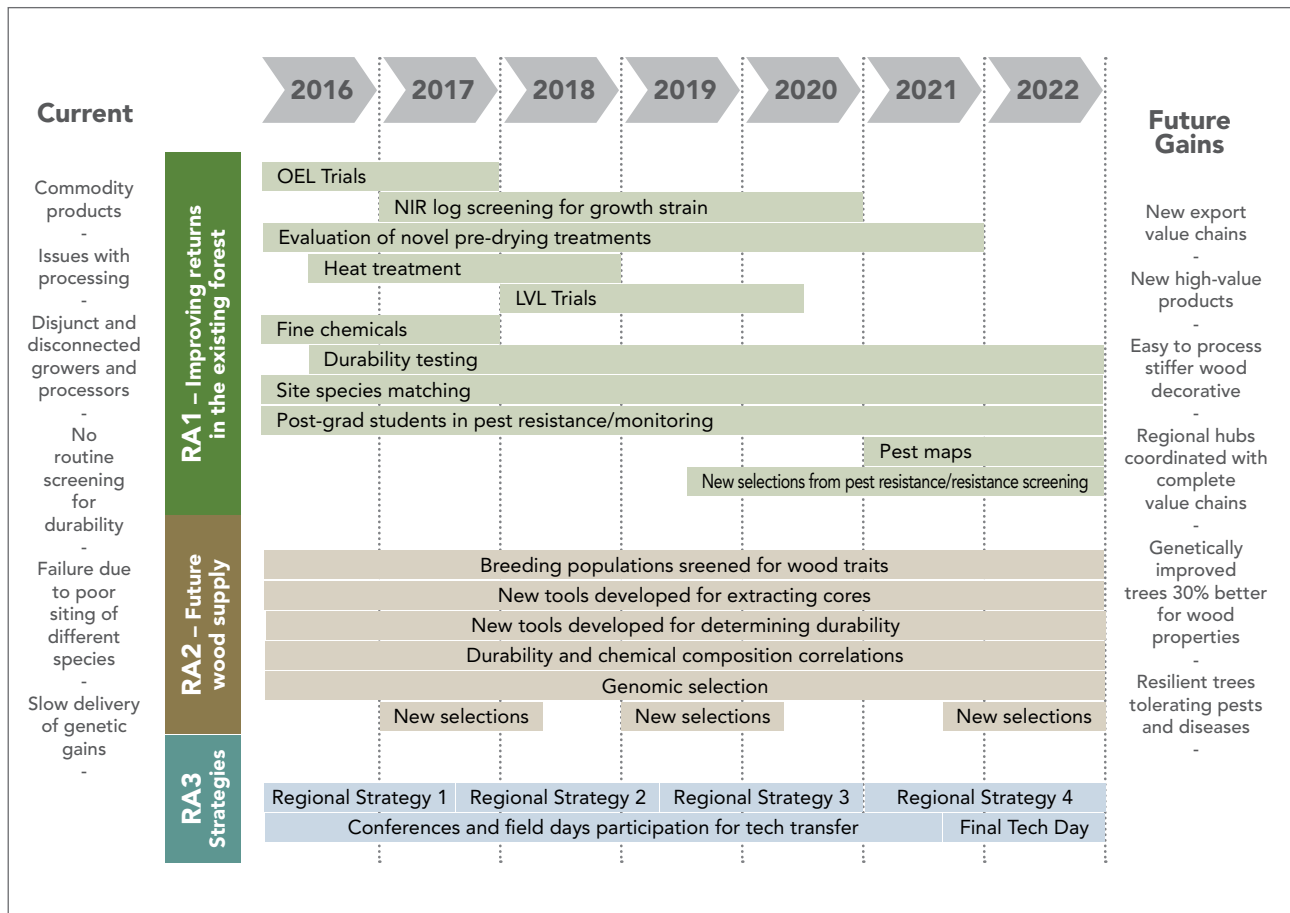 2016 2017 2018 2019 2020 2021 2022
Current
Commodity
products
-
Issues with
processing
-
Disjunct and
disconnected
growers and
processors
-
No
routine
screening
for
durability
-
Failure due
to poor
siting of
different
species
-
Slow delivery
of genetic
gains
-
RA1 – Improving returns
in the existing forest
OEL Trials
NIR log screening for growth strain
Evaluation of novel pre-drying treatments
Heat treatment
LVL Trials
Fine chemicals
Durability testing
Site species matching
Post-grad students in pest resistance/monitoring
Pest maps
New selections from pest resistance/resistance screening
RA2 – Future
wood supply
Breeding populations sreened for wood traits
New tools developed for extracting cores
New tools developed for determining durability
Durability and chemical composition correlations
Genomic selection
New selections New selections New selections
RA3
Strategies
Regional Strategy 1 Regional Strategy 2 Regional Strategy 3 Regional Strategy 4
Conferences and field days participation for tech transfer Final Tech Day
Future
Gains
New export
value chains
-
New high-value
products
-
Easy to process
stiffer wood
decorative
-
Regional hubs
coordinated with
complete
value chains
-
Genetically
improved
trees 30% better
for wood
properties
-
Resilient trees
tolerating pests
and diseases
-